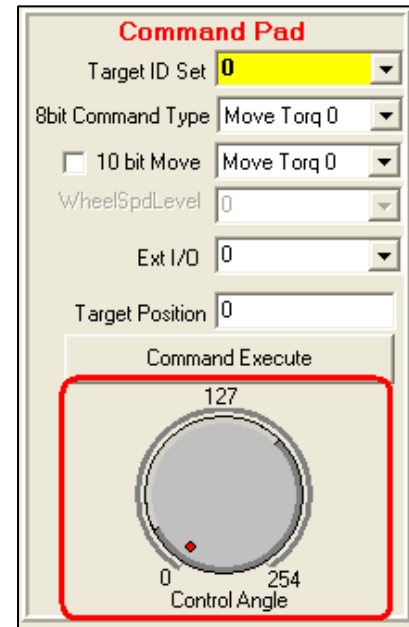 Command Pad
Target ID Set 0
8bit Command Type Move Torq 0
10 bit Move Move Torq 0
WheelSpdLevel 0
Ext I/O 0
Target Position 0
Command Execute
127
0 254
Control Angle